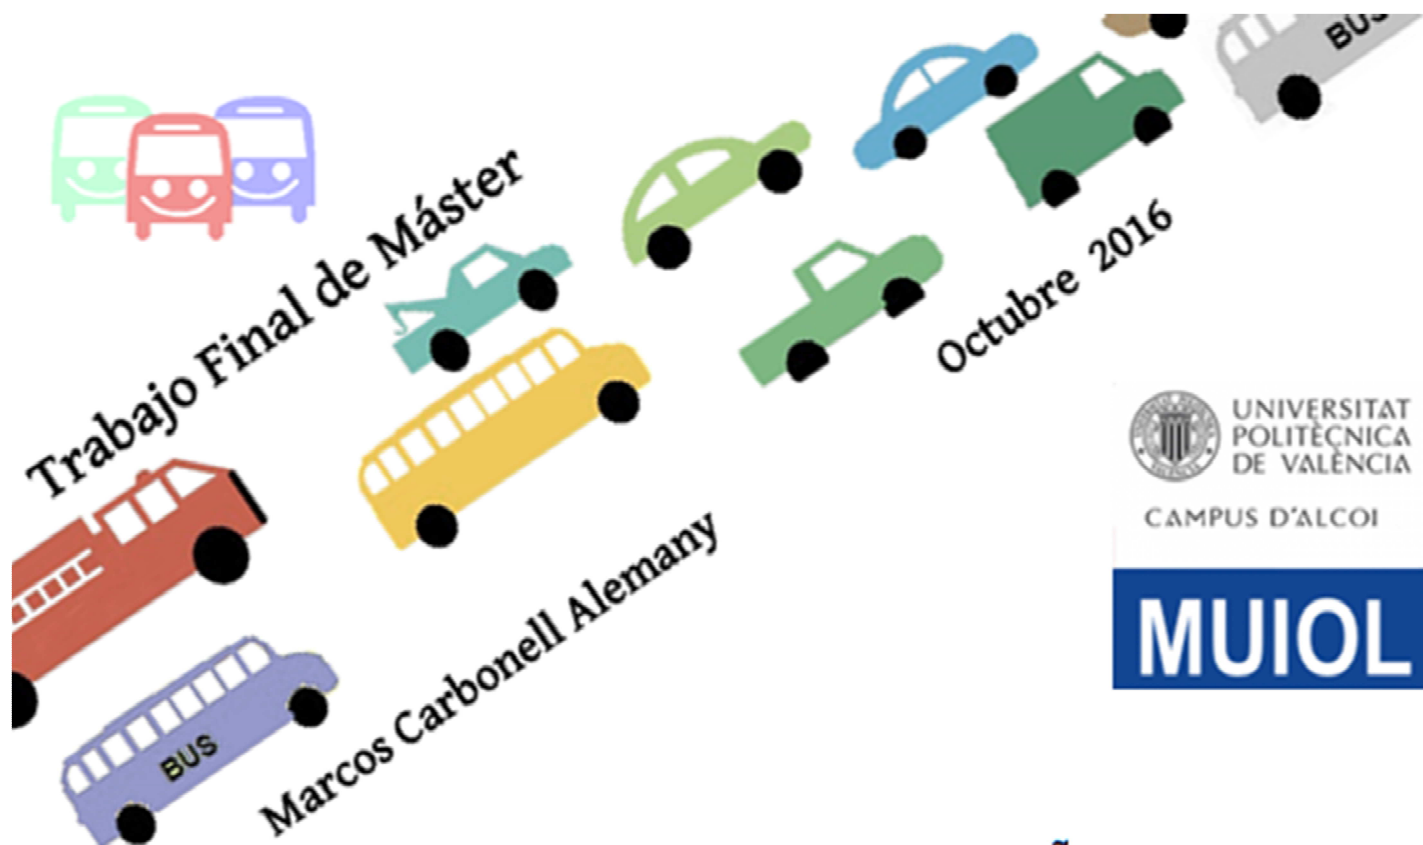 BUS
Trabajo Final de Máster
Octubre 2016
UNIVERSITAT
POLITÈCNICA
DE VALÈNCIA
CAMPUS D'ALCOI
MUIOL
Marcos Carbonell Alemany
BUS